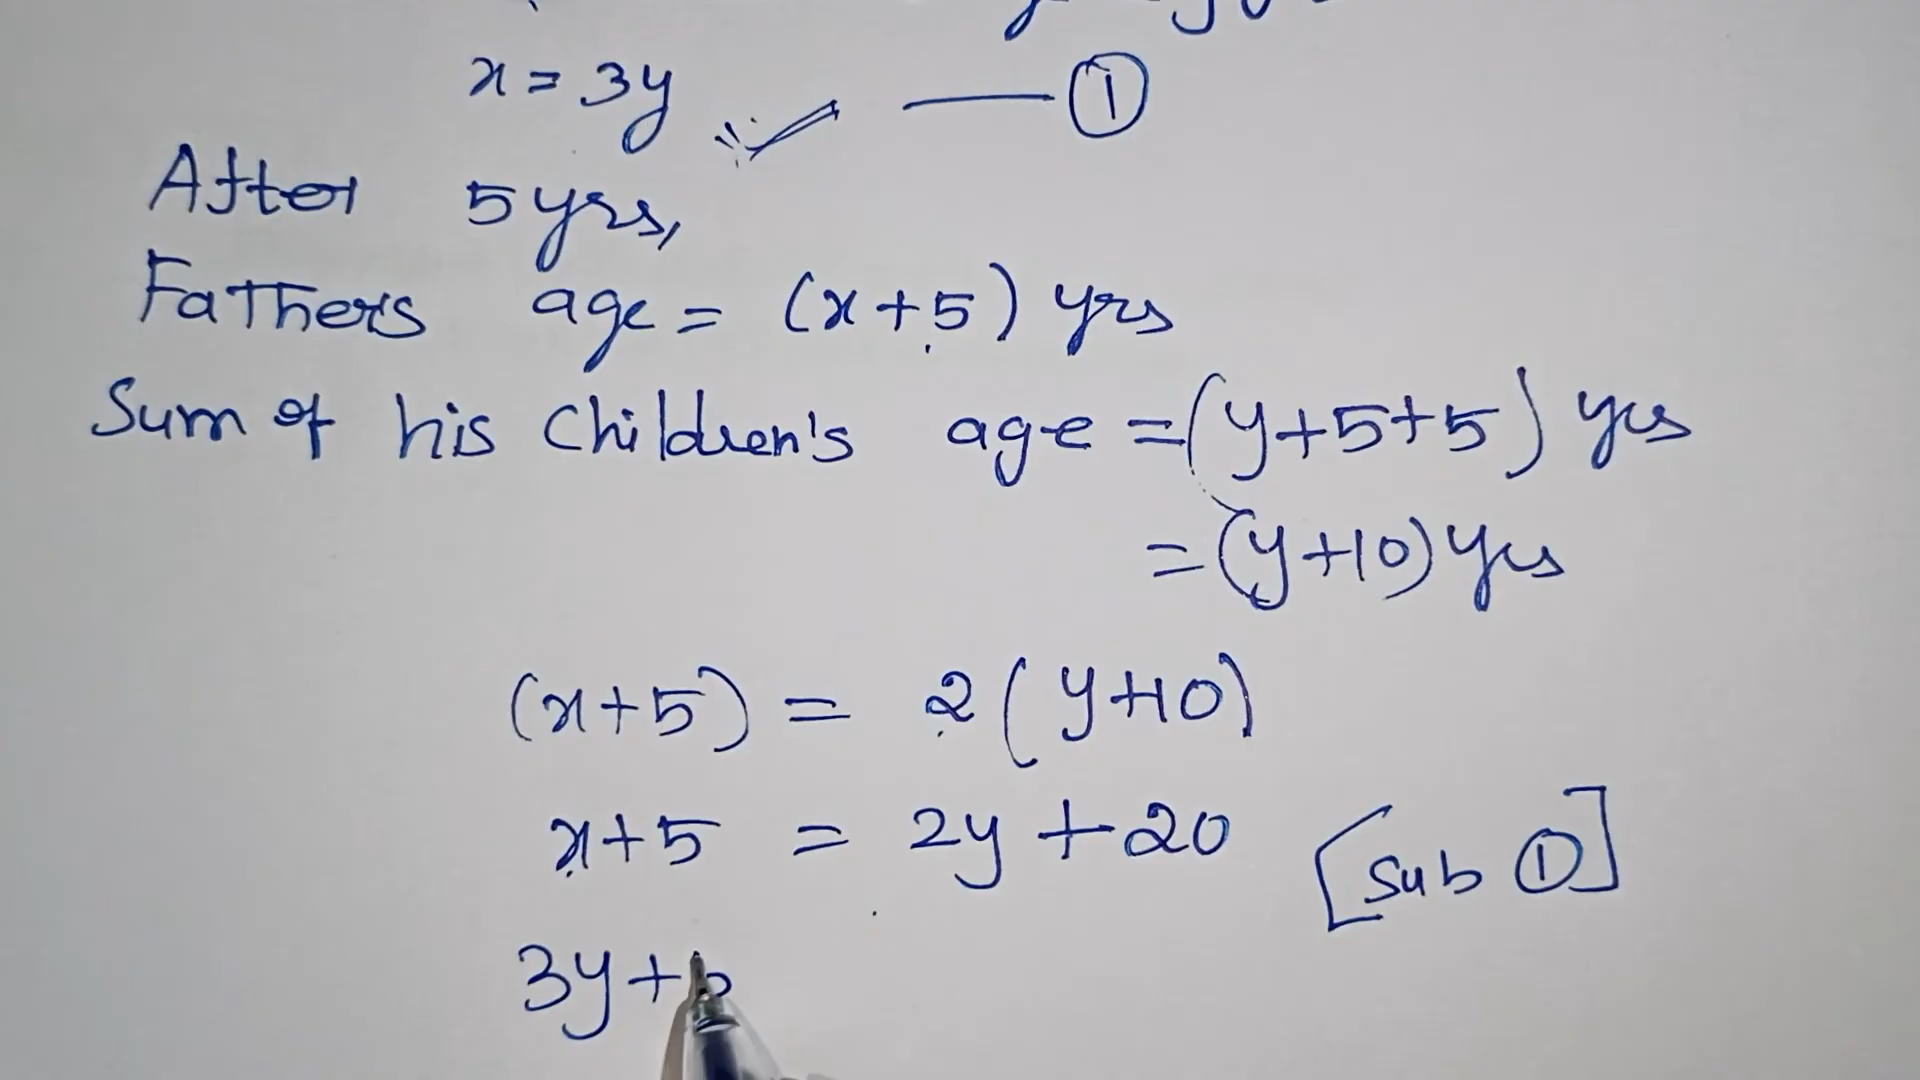 x = 3y ✓ — ①
After 5 yrs,
Fathers age = (x+5) yrs
Sum of his Children's age = (y+5+5) yrs
= (y+10) yrs
(x+5) = 2(y+10)
x+5 = 2y+20 [Sub ①]
3y+5